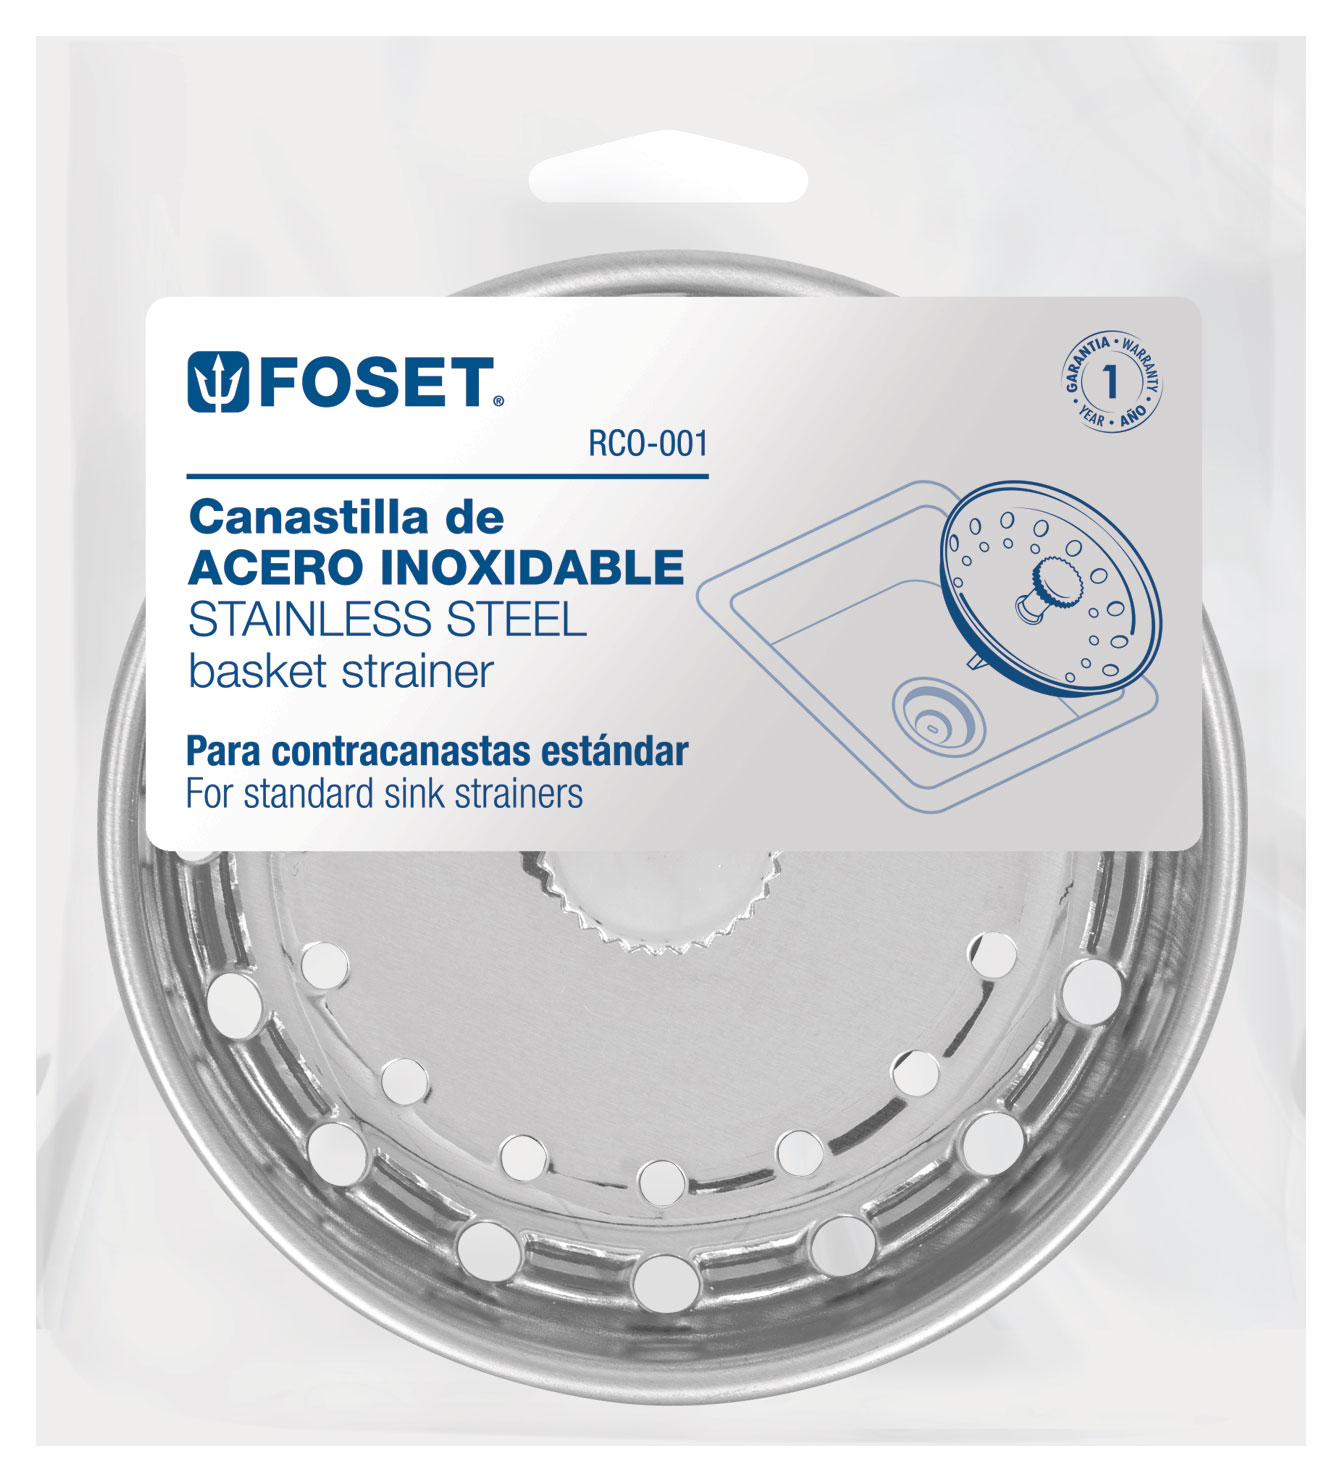 FOSET®
GARANTIA • WARRANTY •
1
YEAR • AÑO •
RCO-001
Canastilla de
ACERO INOXIDABLE
STAINLESS STEEL
basket strainer
Para contracanastas estándar
For standard sink strainers